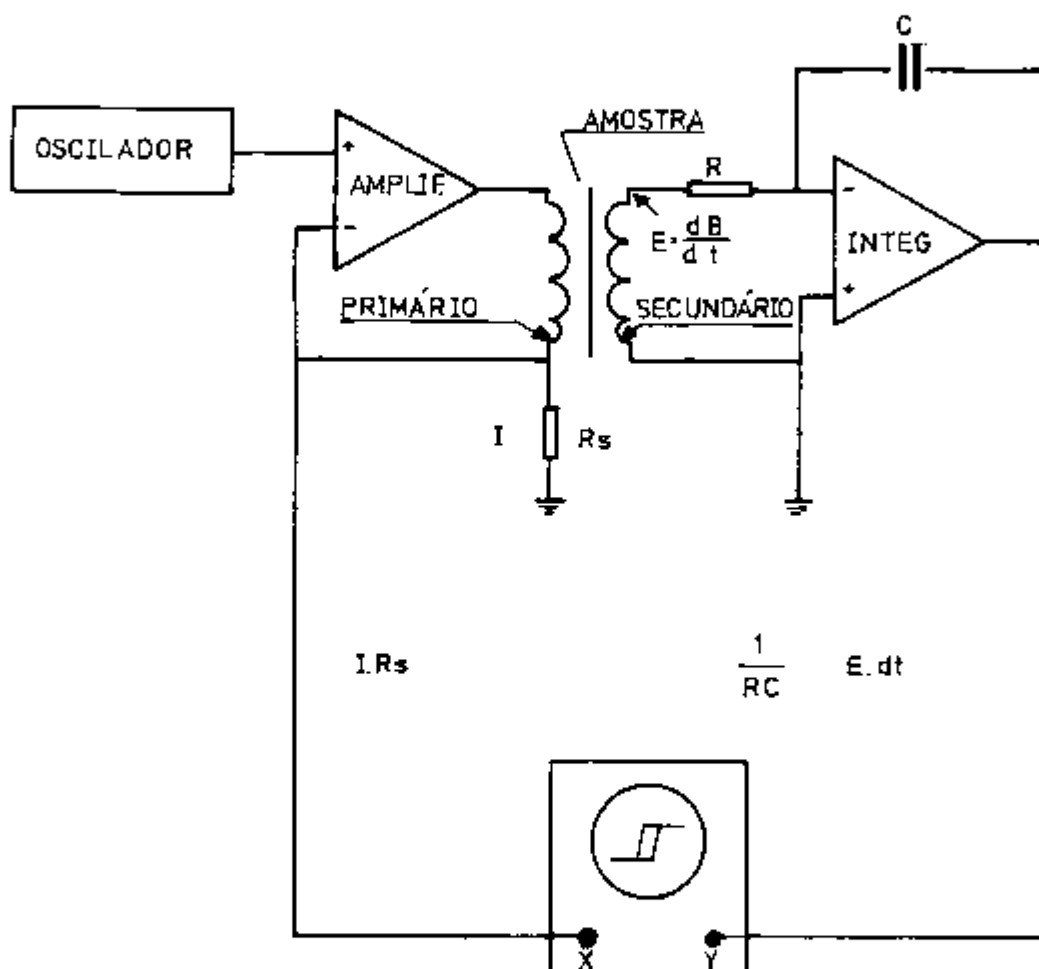 C
AMOSTRA
OSCILADOR
+
AMPLIF
-
R
-
INTEG
+
E=dB/dt
PRIMÁRIO
SECUNDÁRIO
I
Rs
I.Rs
1/RC
E.dt
X
Y